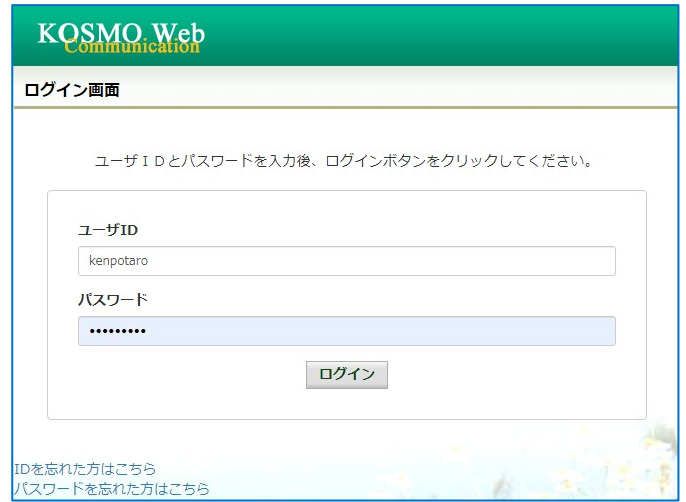 KOSMO Web
Communication
ログイン画面
ユーザＩＤとパスワードを入力後、ログインボタンをクリックしてください。
ユーザID
kenpotaro
パスワード
•••••••••
ログイン
IDを忘れた方はこちら
パスワードを忘れた方はこちら